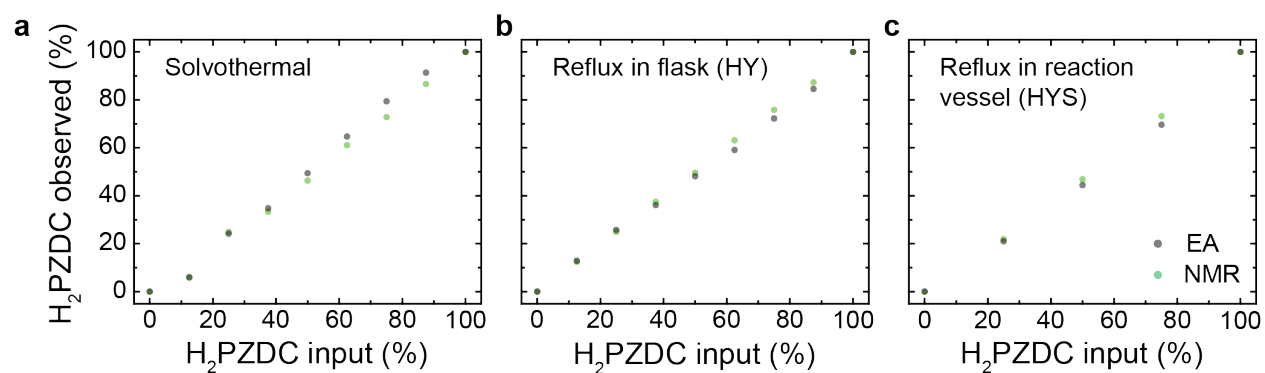 a
b
c
H₂PZDC observed (%)
100
80
60
40
20
0
Solvothermal
Reflux in flask (HY)
Reflux in reaction
vessel (HYS)
EA
NMR
0 20 40 60 80 100
0 20 40 60 80 100
0 20 40 60 80 100
H₂PZDC input (%)
H₂PZDC input (%)
H₂PZDC input (%)